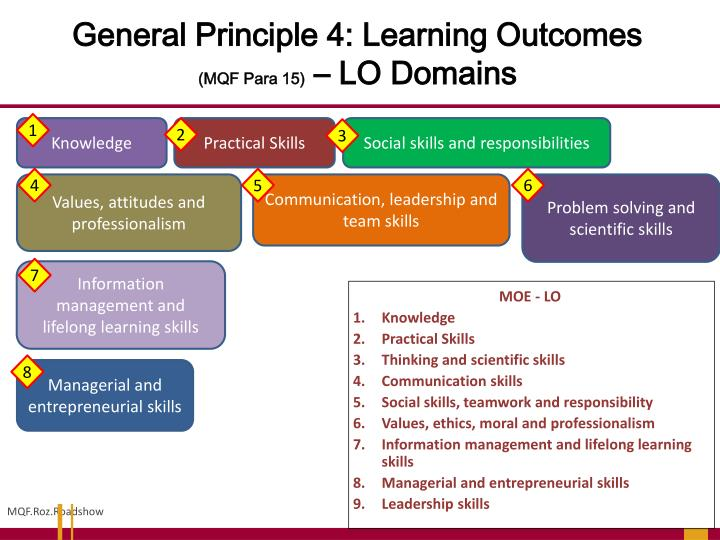 General Principle 4: Learning Outcomes
(MQF Para 15) – LO Domains
1
Knowledge
2
Practical Skills
3
Social skills and responsibilities
4
Values, attitudes and
professionalism
5
Communication, leadership and
team skills
6
Problem solving and
scientific skills
7
Information
management and
lifelong learning skills
8
Managerial and
entrepreneurial skills
MOE - LO
1. Knowledge
2. Practical Skills
3. Thinking and scientific skills
4. Communication skills
5. Social skills, teamwork and responsibility
6. Values, ethics, moral and professionalism
7. Information management and lifelong learning
skills
8. Managerial and entrepreneurial skills
9. Leadership skills
MQF.Roz.Roadshow